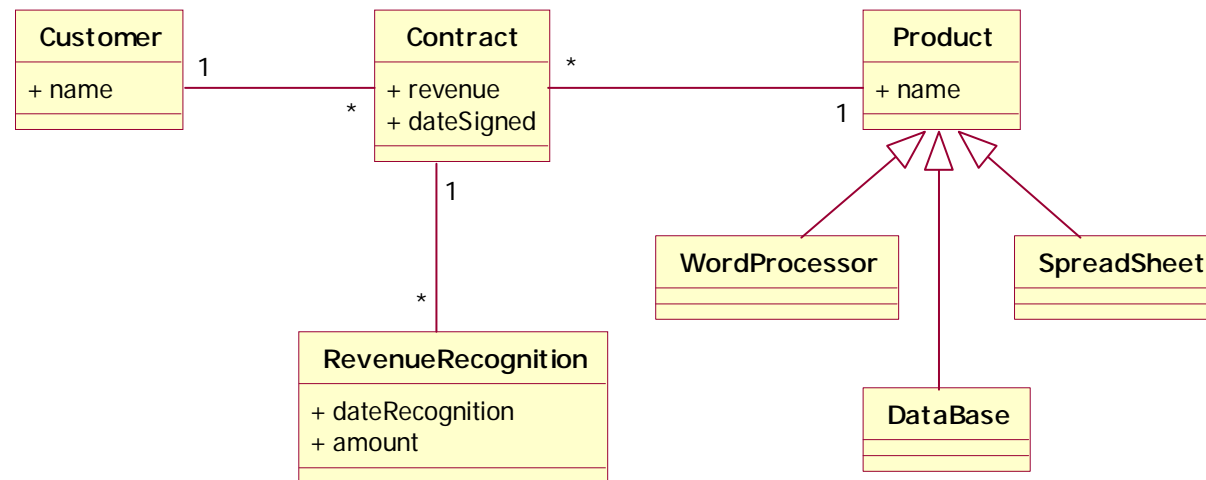 Customer
+ name
1
*
Contract
+ revenue
+ dateSigned
*
1
Product
+ name
1
*
RevenueRecognition
+ dateRecognition
+ amount
WordProcessor
SpreadSheet
DataBase